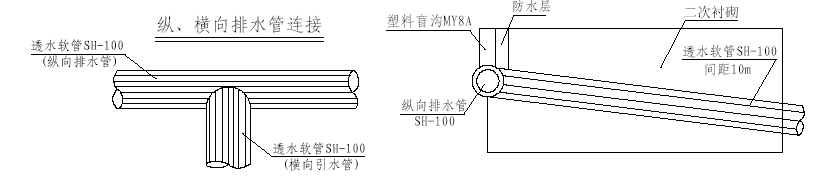 纵、横向排水管连接
透水软管SH-100
(纵向排水管)
透水软管SH-100
(横向引水管)
塑料盲沟MY8A
防水层
二次衬砌
透水软管SH-100
间距10m
纵向排水管
SH-100